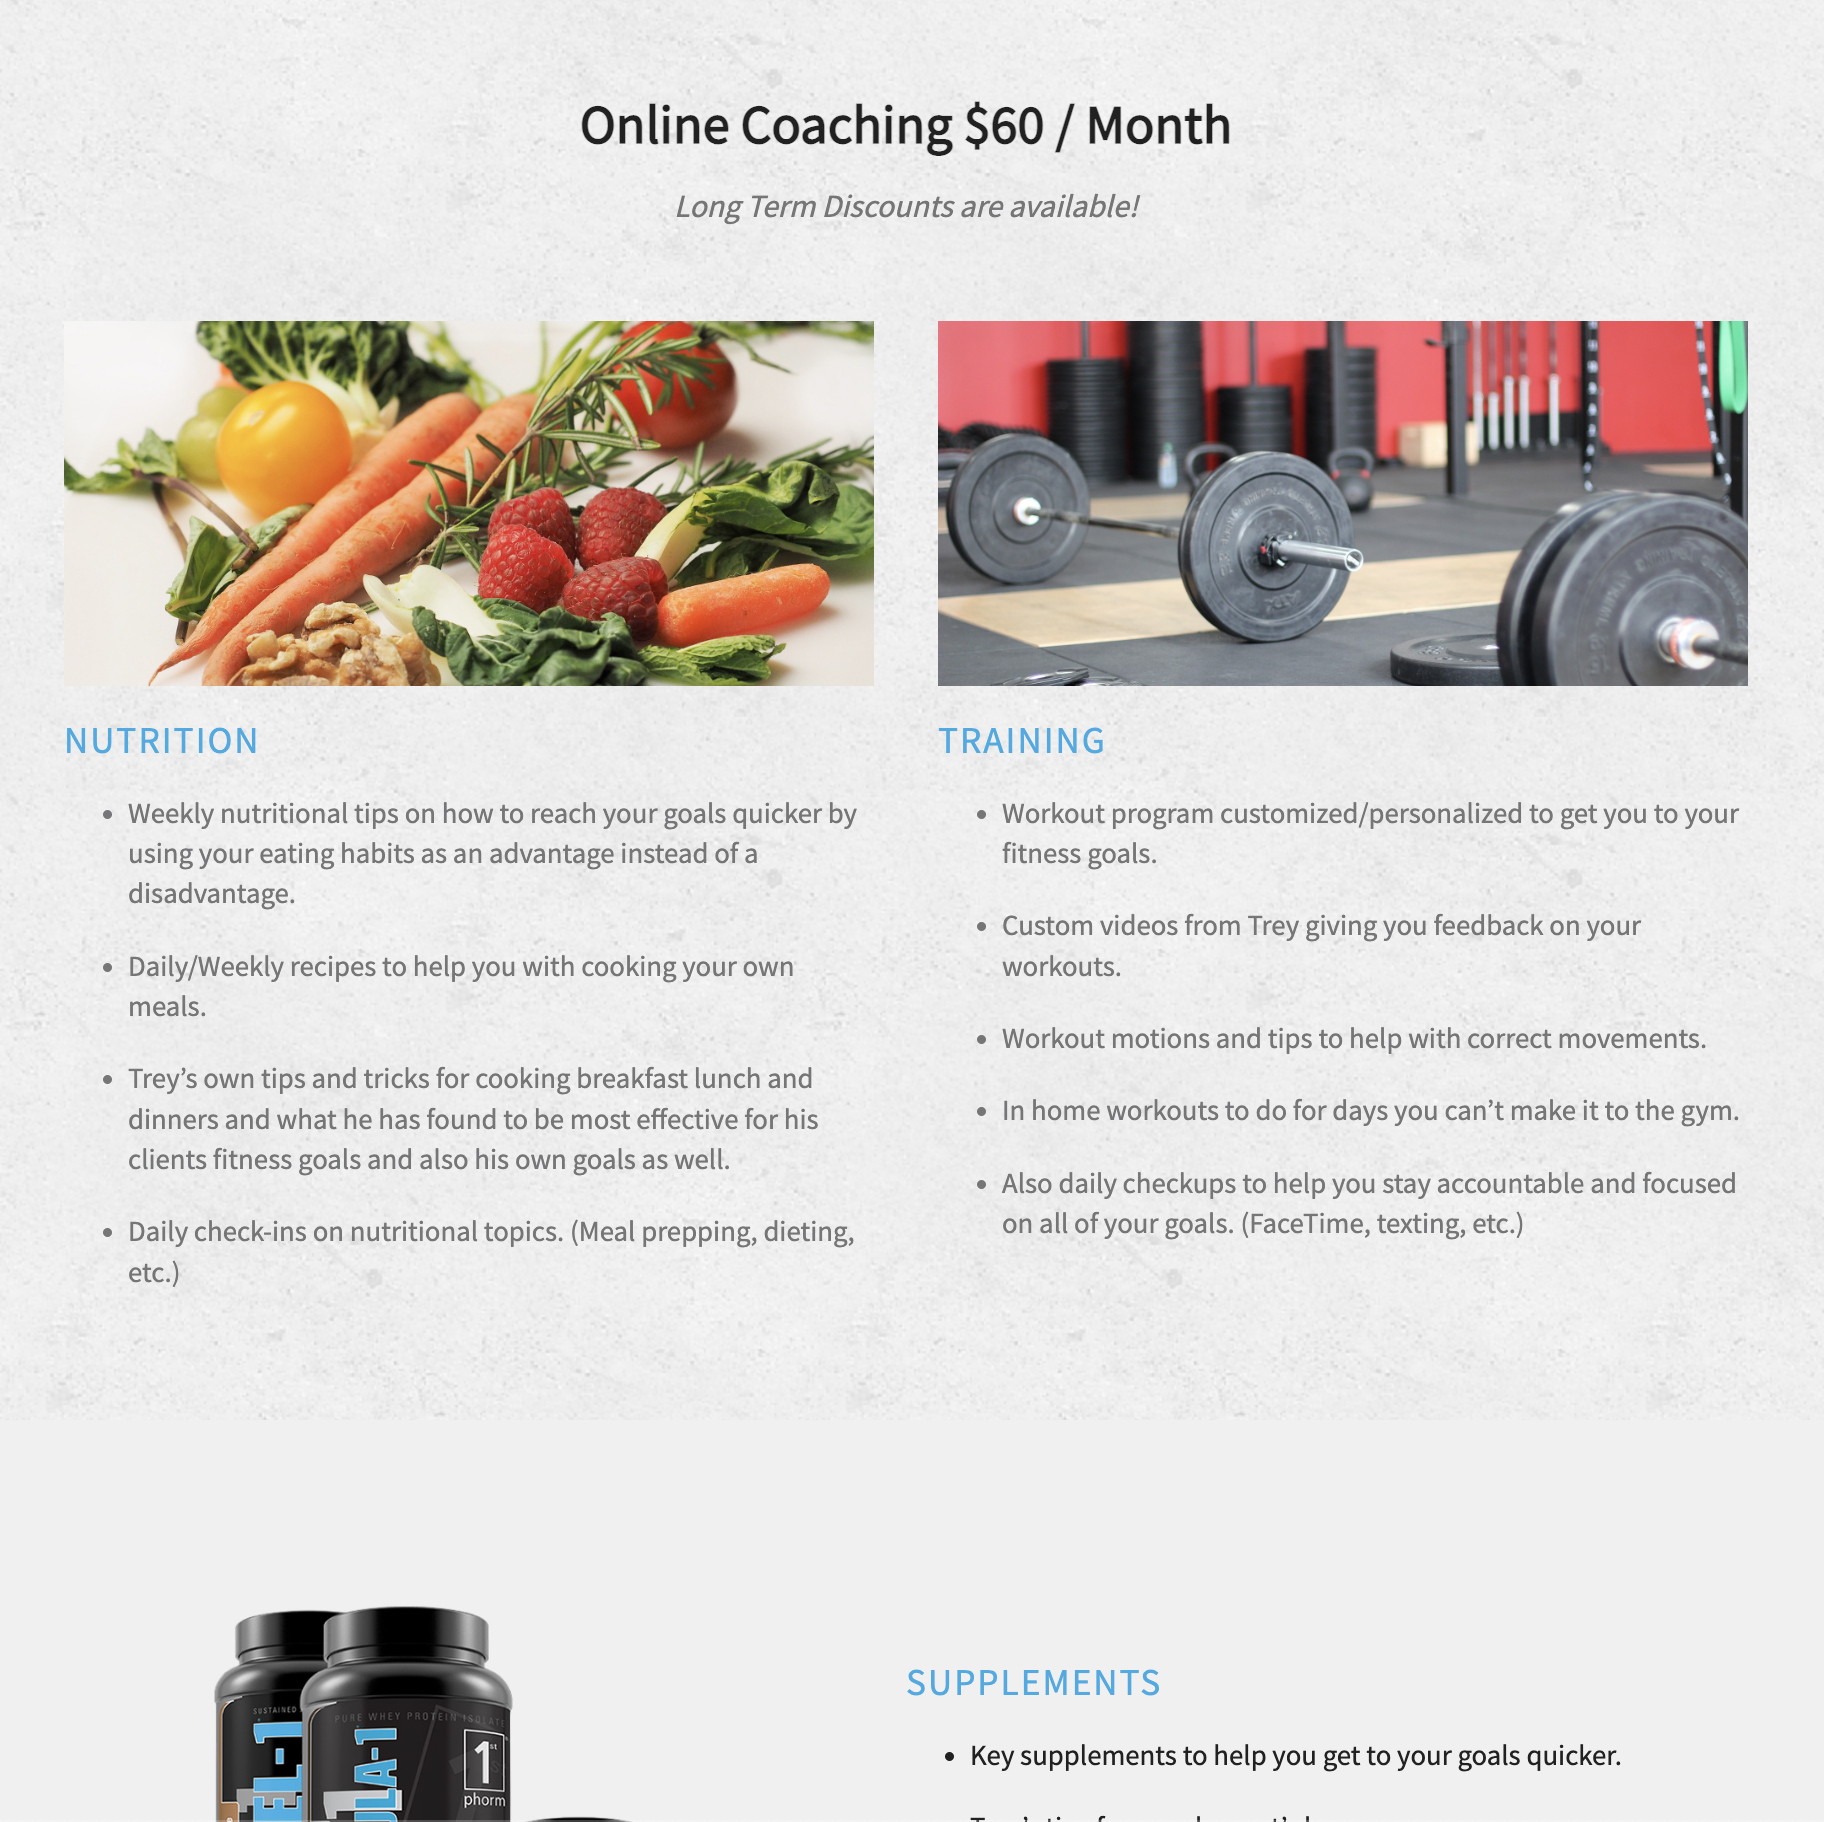 Online Coaching $60 / Month
Long Term Discounts are available!
NUTRITION
• Weekly nutritional tips on how to reach your goals quicker by
using your eating habits as an advantage instead of a
disadvantage.
• Daily/Weekly recipes to help you with cooking your own
meals.
• Trey’s own tips and tricks for cooking breakfast lunch and
dinners and what he has found to be most effective for his
clients fitness goals and also his own goals as well.
• Daily check-ins on nutritional topics. (Meal prepping, dieting,
etc.)
TRAINING
• Workout program customized/personalized to get you to your
fitness goals.
• Custom videos from Trey giving you feedback on your
workouts.
• Workout motions and tips to help with correct movements.
• In home workouts to do for days you can’t make it to the gym.
• Also daily checkups to help you stay accountable and focused
on all of your goals. (FaceTime, texting, etc.)
SUSTAINED
EL-1
PURE WHEY PROTEIN ISOLATE
ULA-1
1st
phorm
SUPPLEMENTS
• Key supplements to help you get to your goals quicker.